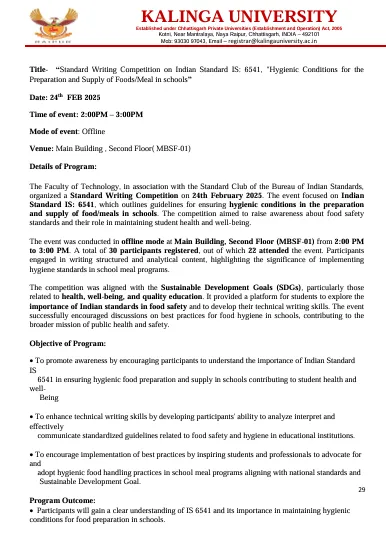 KALINGA UNIVERSITY
Established under Chhattisgarh Private Universities (Establishment and Operation) Act, 2005
Kotni, Near Mantralaya, Naya Raipur, Chhattisgarh, INDIA – 492101
Mob: 93030 97043, Email – registrar@kalingauniversity.ac.in
Title- “Standard Writing Competition on Indian Standard IS: 6541, "Hygienic Conditions for the
Preparation and Supply of Foods/Meal in schools”
Date: 24th FEB 2025
Time of event: 2:00PM – 3:00PM
Mode of event: Offline
Venue: Main Building , Second Floor( MBSF-01)
Details of Program:
The Faculty of Technology, in association with the Standard Club of the Bureau of Indian Standards,
organized a Standard Writing Competition on 24th February 2025. The event focused on Indian
Standard IS: 6541, which outlines guidelines for ensuring hygienic conditions in the preparation
and supply of food/meals in schools. The competition aimed to raise awareness about food safety
standards and their role in maintaining student health and well-being.
The event was conducted in offline mode at Main Building, Second Floor (MBSF-01) from 2:00 PM
to 3:00 PM. A total of 30 participants registered, out of which 22 attended the event. Participants
engaged in writing structured and analytical content, highlighting the significance of implementing
hygiene standards in school meal programs.
The competition was aligned with the Sustainable Development Goals (SDGs), particularly those
related to health, well-being, and quality education. It provided a platform for students to explore the
importance of Indian standards in food safety and to develop their technical writing skills. The event
successfully encouraged discussions on best practices for food hygiene in schools, contributing to the
broader mission of public health and safety.
Objective of Program:
• To promote awareness by encouraging participants to understand the importance of Indian Standard
IS
6541 in ensuring hygienic food preparation and supply in schools contributing to student health and
well-
Being
• To enhance technical writing skills by developing participants' ability to analyze interpret and
effectively
communicate standardized guidelines related to food safety and hygiene in educational institutions.
• To encourage implementation of best practices by inspiring students and professionals to advocate for
and
adopt hygienic food handling practices in school meal programs aligning with national standards and
Sustainable Development Goal.
29
Program Outcome:
• Participants will gain a clear understanding of IS 6541 and its importance in maintaining hygienic
conditions for food preparation in schools.